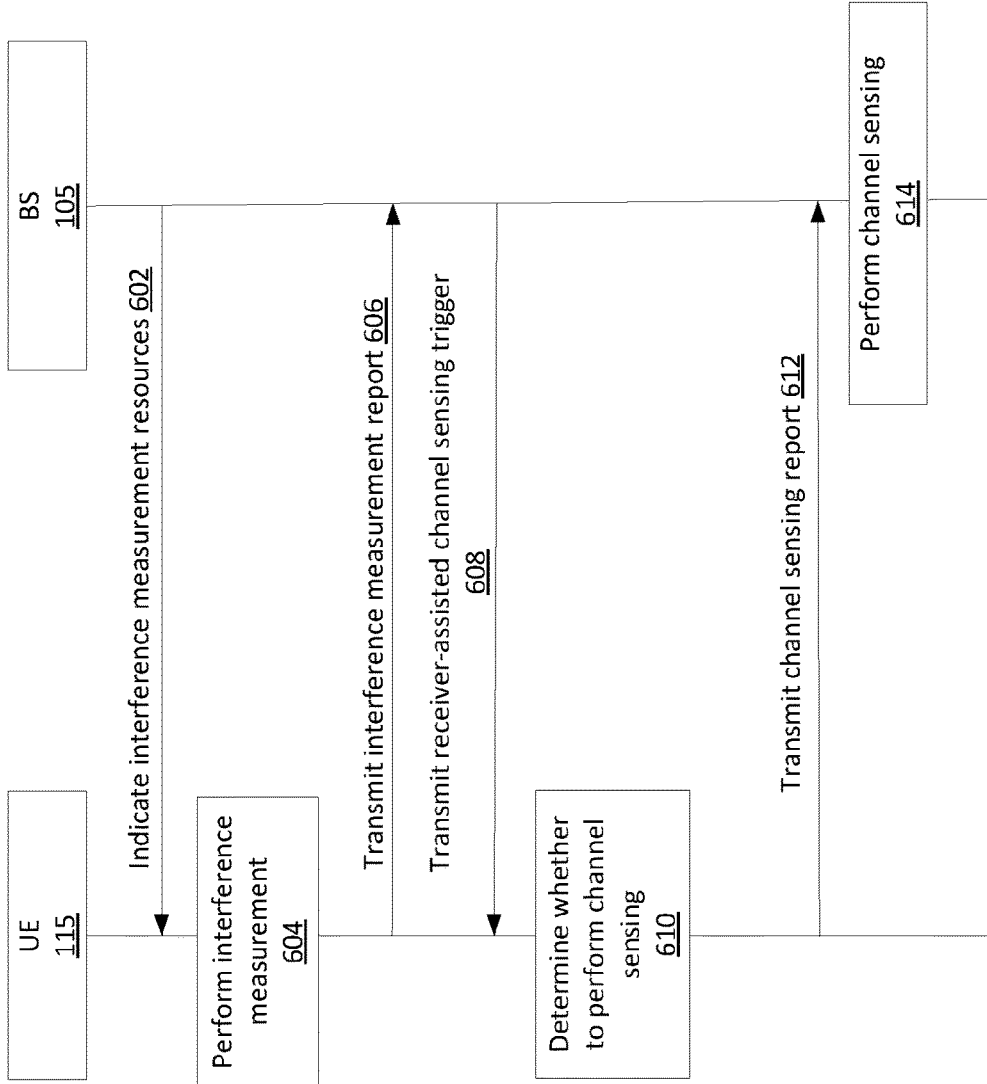 UE
115
BS
105
Indicate interference measurement resources 602
Perform interference
measurement
604
Transmit interference measurement report 606
Transmit receiver-assisted channel sensing trigger
608
Determine whether
to perform channel
sensing
610
Transmit channel sensing report 612
Perform channel sensing
614